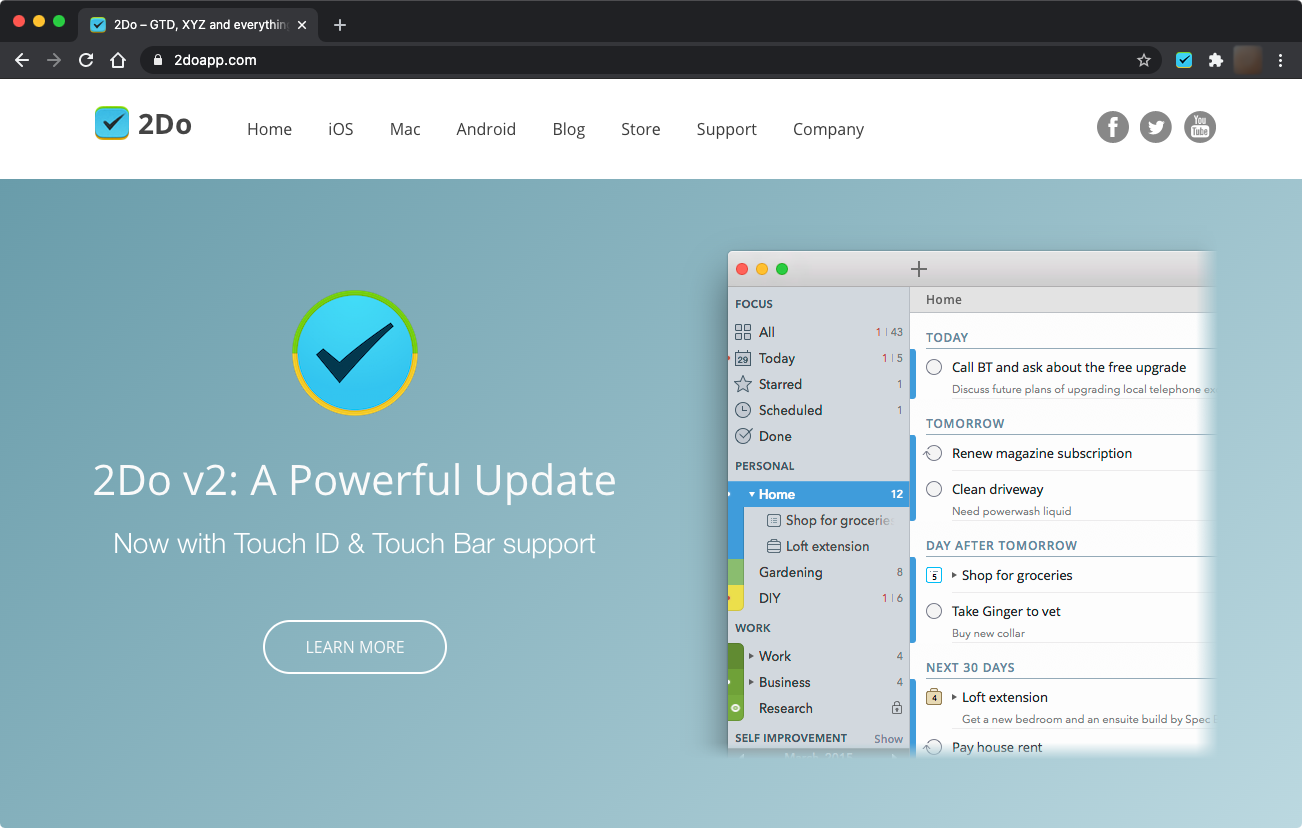 2Do – GTD, XYZ and everything
2doapp.com
2Do
Home iOS Mac Android Blog Store Support Company
You
Tube
2Do v2: A Powerful Update
Now with Touch ID & Touch Bar support
LEARN MORE
FOCUS
All 1 | 43
29 Today 1 | 5
Starred 1
Scheduled 1
Done
PERSONAL
Home 12
Shop for grocerie
Loft extension
Gardening 8
DIY 1 | 6
WORK
Work 4
Business 4
Research
SELF IMPROVEMENT Show
March 2015
Home
TODAY
Call BT and ask about the free upgrade
Discuss future plans of upgrading local telephone ex
TOMORROW
Renew magazine subscription
Clean driveway
Need powerwash liquid
DAY AFTER TOMORROW
5 Shop for groceries
Take Ginger to vet
Buy new collar
NEXT 30 DAYS
4 Loft extension
Get a new bedroom and an ensuite build by Spec
Pay house rent